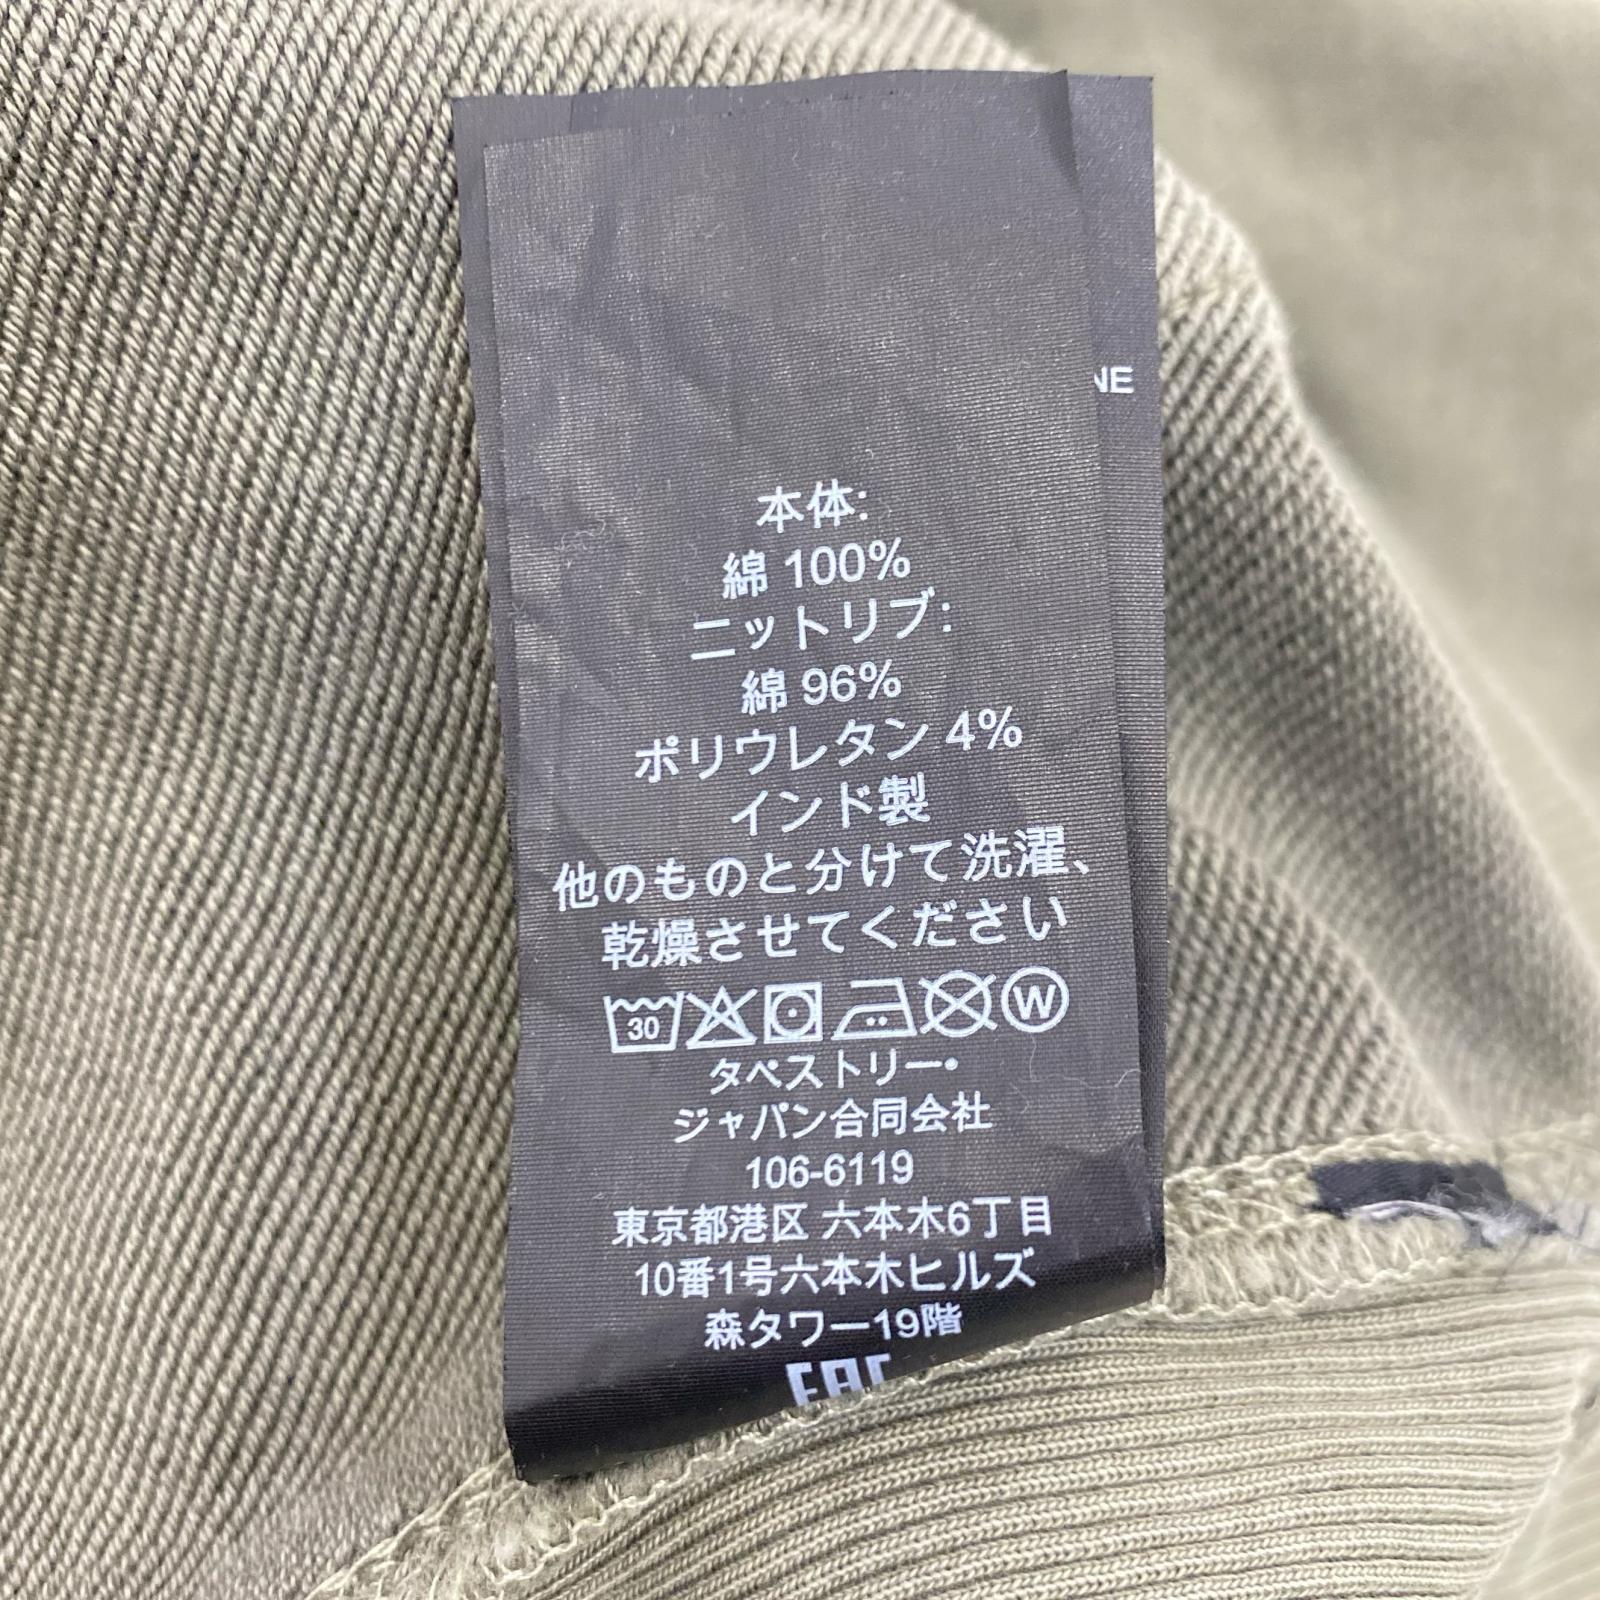 NE
本体:
綿 100%
ニットリブ:
綿 96%
ポリウレタン 4%
インド製
他のものと分けて洗濯、
乾燥させてください
30 W
タペストリー・
ジャパン合同会社
106-6119
東京都港区 六本木6丁目
10番1号六本木ヒルズ
森タワー19階
EAC